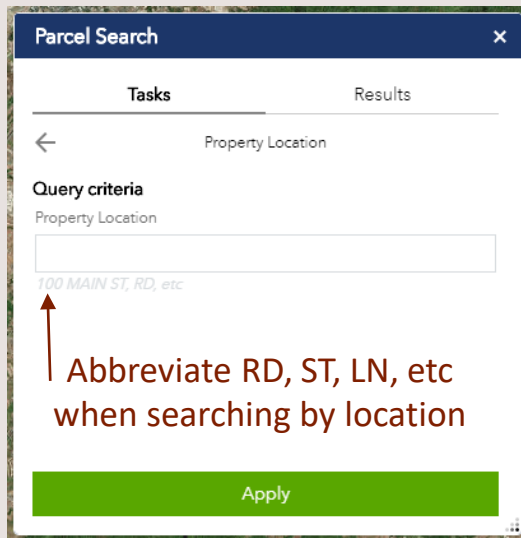 Parcel Search ×
Tasks Results
Property Location
Query criteria
Property Location
100 MAIN ST, RD, etc
Abbreviate RD, ST, LN, etc
when searching by location
Apply